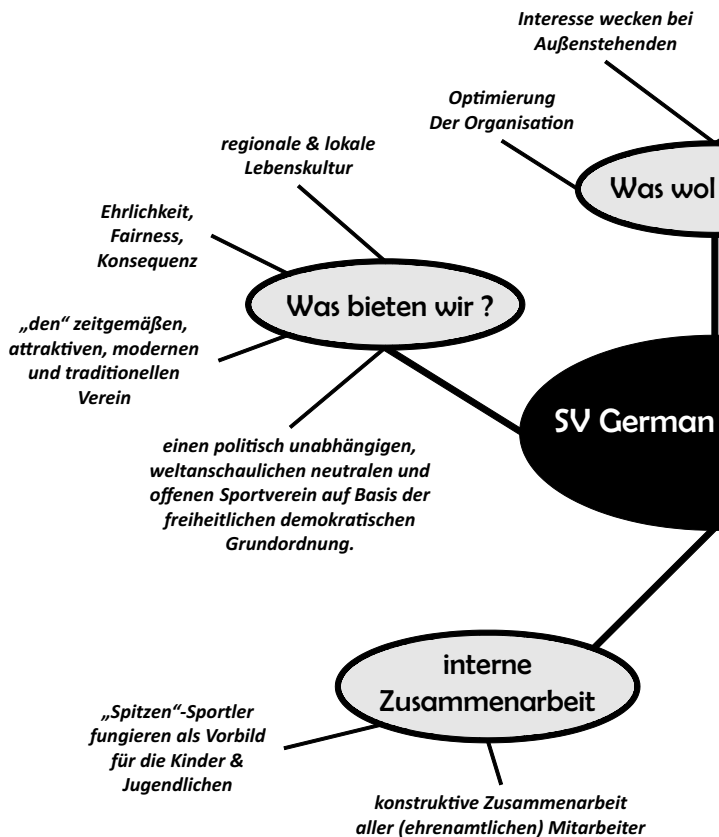 Interesse wecken bei
Außenstehenden
Optimierung
Der Organisation
Was wol
regionale & lokale
Lebenskultur
Ehrlichkeit,
Fairness,
Konsequenz
Was bieten wir ?
„den“ zeitgemäßen,
attraktiven, modernen
und traditionellen
Verein
einen politisch unabhängigen,
weltanschaulichen neutralen und
offenen Sportverein auf Basis der
freiheitlichen demokratischen
Grundordnung.
SV German
interne
Zusammenarbeit
„Spitzen“-Sportler
fungieren als Vorbild
für die Kinder &
Jugendlichen
konstruktive Zusammenarbeit
aller (ehrenamtlichen) Mitarbeiter